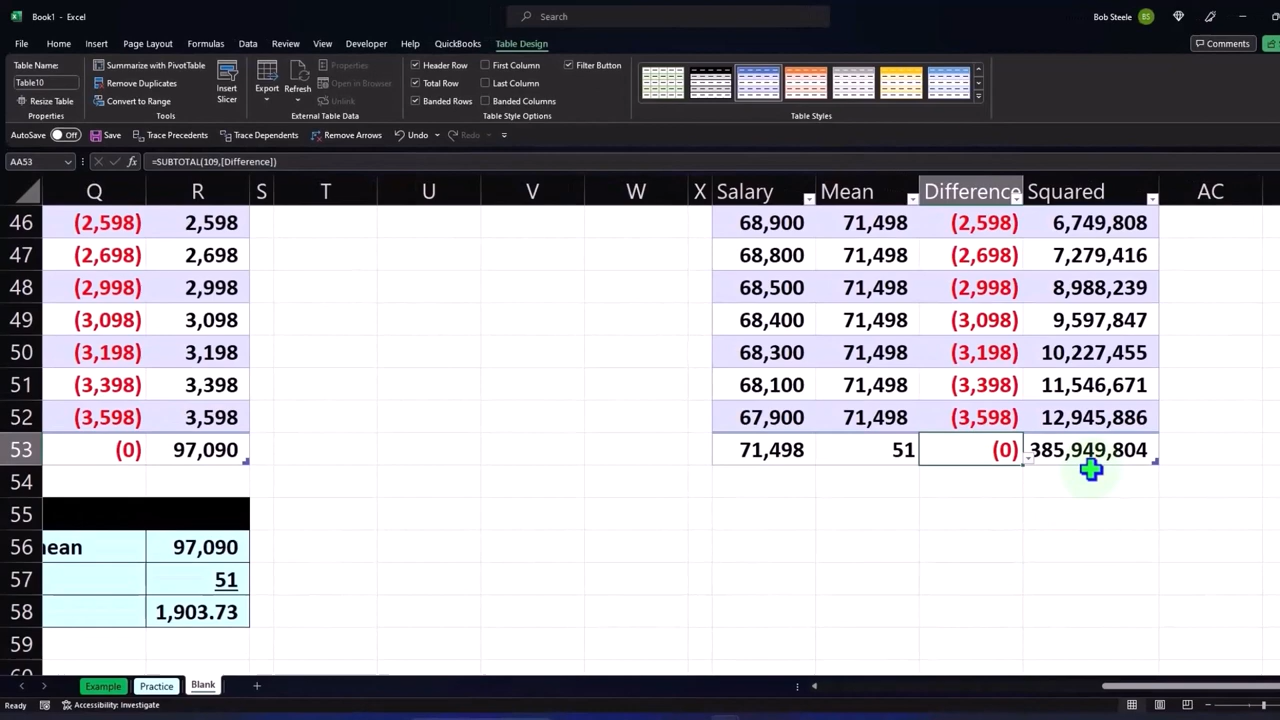 Book1 - Excel
Search
Bob Steele BS
File Home Insert Page Layout Formulas Data Review View Developer Help QuickBooks Table Design Comments
Table Name:
Table10
Resize Table
Properties
Summarize with PivotTable
Remove Duplicates
Convert to Range
Tools
Insert Slicer
Export
Refresh
Properties
Open in Browser
Unlink
External Table Data
Header Row First Column Filter Button
Total Row Last Column
Banded Rows Banded Columns
Table Style Options
Table Styles
AutoSave Off Save Trace Precedents Trace Dependents Remove Arrows Undo Redo
AA53 fx =SUBTOTAL(109,[Difference])
Q R S T U V W X Salary Mean Difference Squared AC
46 (2,598) 2,598 68,900 71,498 (2,598) 6,749,808
47 (2,698) 2,698 68,800 71,498 (2,698) 7,279,416
48 (2,998) 2,998 68,500 71,498 (2,998) 8,988,239
49 (3,098) 3,098 68,400 71,498 (3,098) 9,597,847
50 (3,198) 3,198 68,300 71,498 (3,198) 10,227,455
51 (3,398) 3,398 68,100 71,498 (3,398) 11,546,671
52 (3,598) 3,598 67,900 71,498 (3,598) 12,945,886
53 (0) 97,090 71,498 51 (0) 385,949,804
54
55
56 mean 97,090
57 51
58 1,903.73
59
Example Practice Blank
Ready Accessibility: Investigate